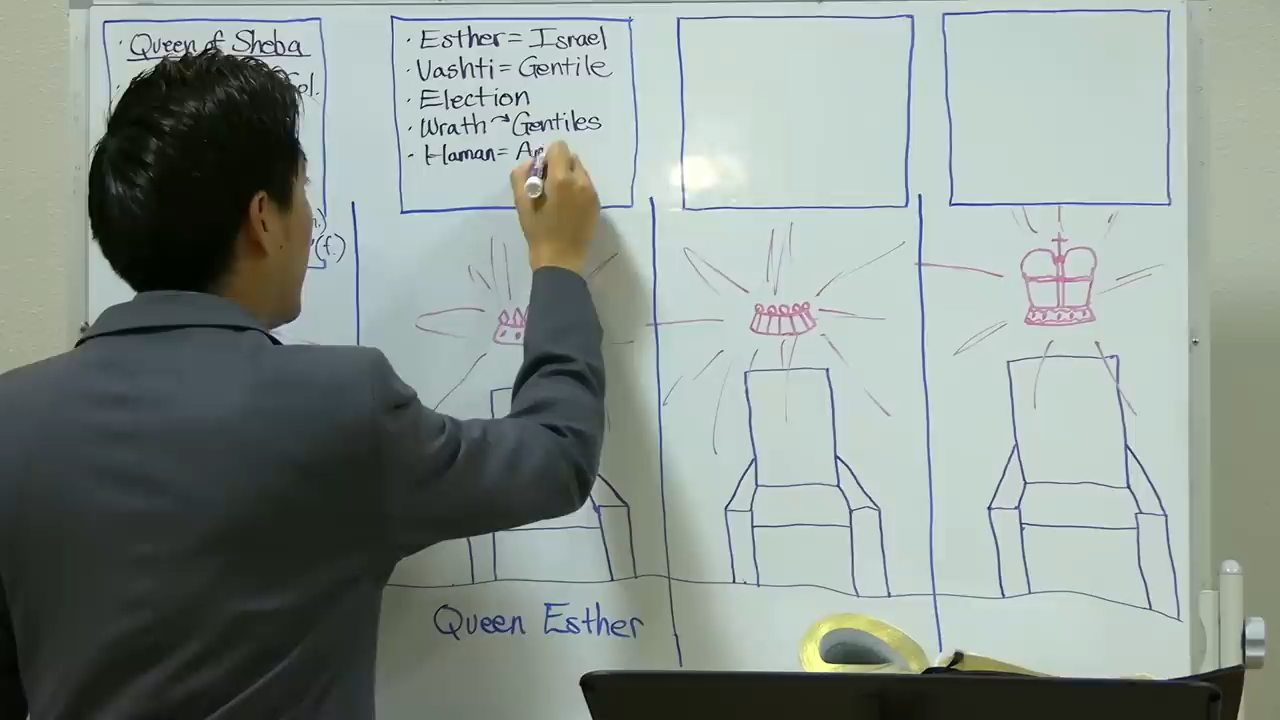 · Queen of Sheba
· Esther = Israel
· Vashti = Gentile
· Election
· Wrath → Gentiles
· Haman =
(f.)
Queen Esther